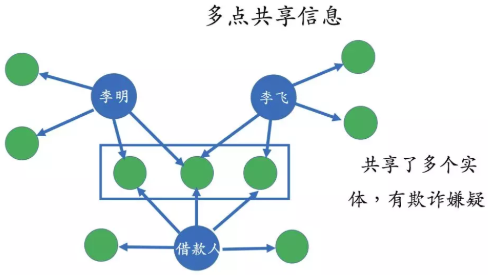 多点共享信息
李明
李飞
共享了多个实
体，有欺诈嫌疑
借款人